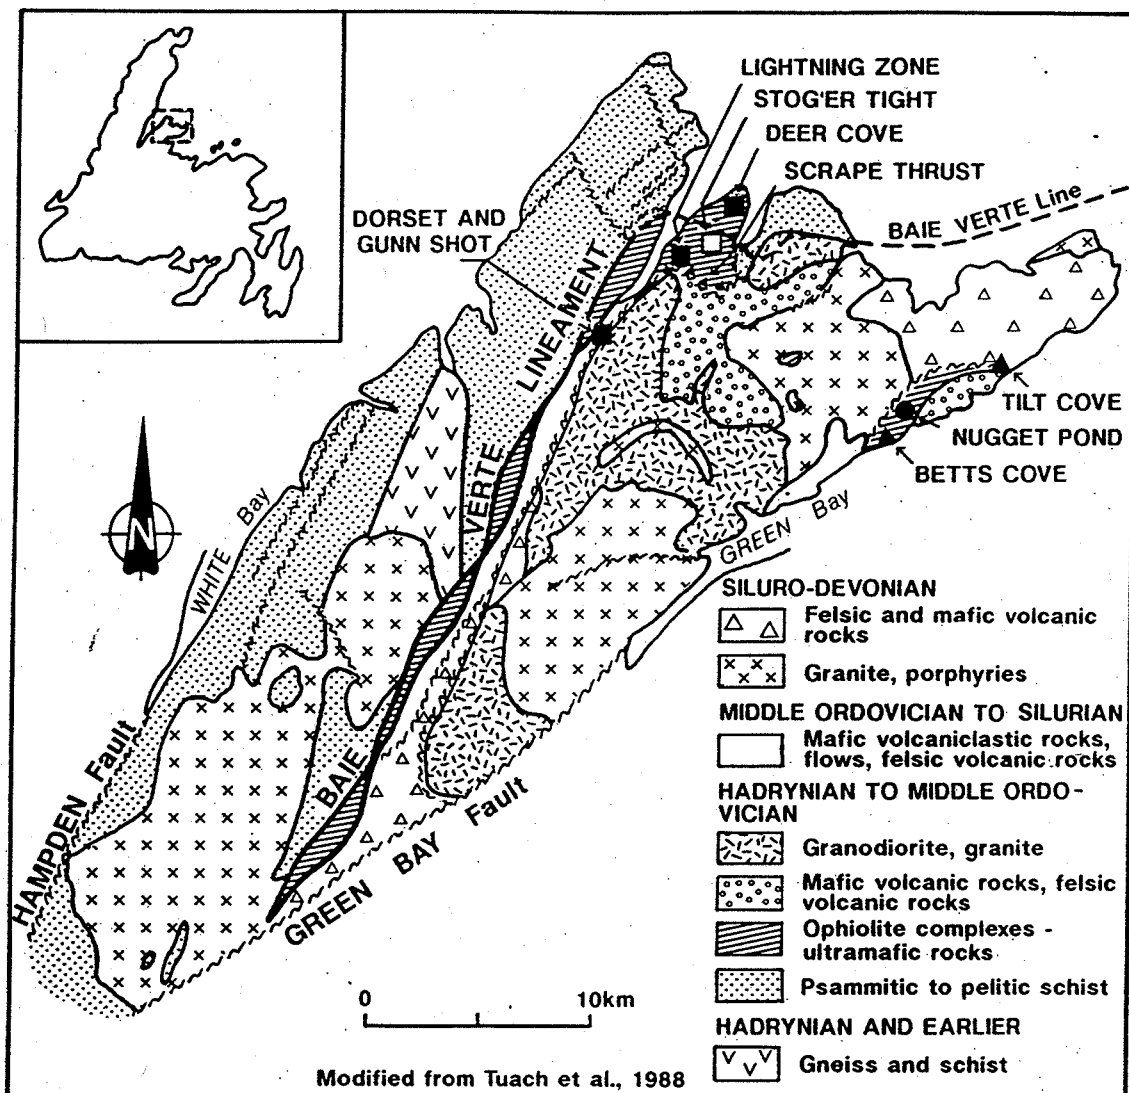 LIGHTNING ZONE
STOG'ER TIGHT
DEER COVE
SCRAPE THRUST
DORSET AND
GUNN SHOT
BAIE VERTE Line
BAIE VERTE LINEAMENT
TILT COVE
NUGGET POND
BETTS COVE
WHITE Bay
GREEN Bay
N
HAMPDEN Fault
GREEN BAY Fault
SILURO-DEVONIAN
Felsic and mafic volcanic
rocks
Granite, porphyries
MIDDLE ORDOVICIAN TO SILURIAN
Mafic volcaniclastic rocks,
flows, felsic volcanic rocks
HADRYNIAN TO MIDDLE ORDO-
VICIAN
Granodiorite, granite
Mafic volcanic rocks, felsic
volcanic rocks
Ophiolite complexes -
ultramafic rocks
Psammitic to pelitic schist
HADRYNIAN AND EARLIER
Gneiss and schist
0 10km
Modified from Tuach et al., 1988